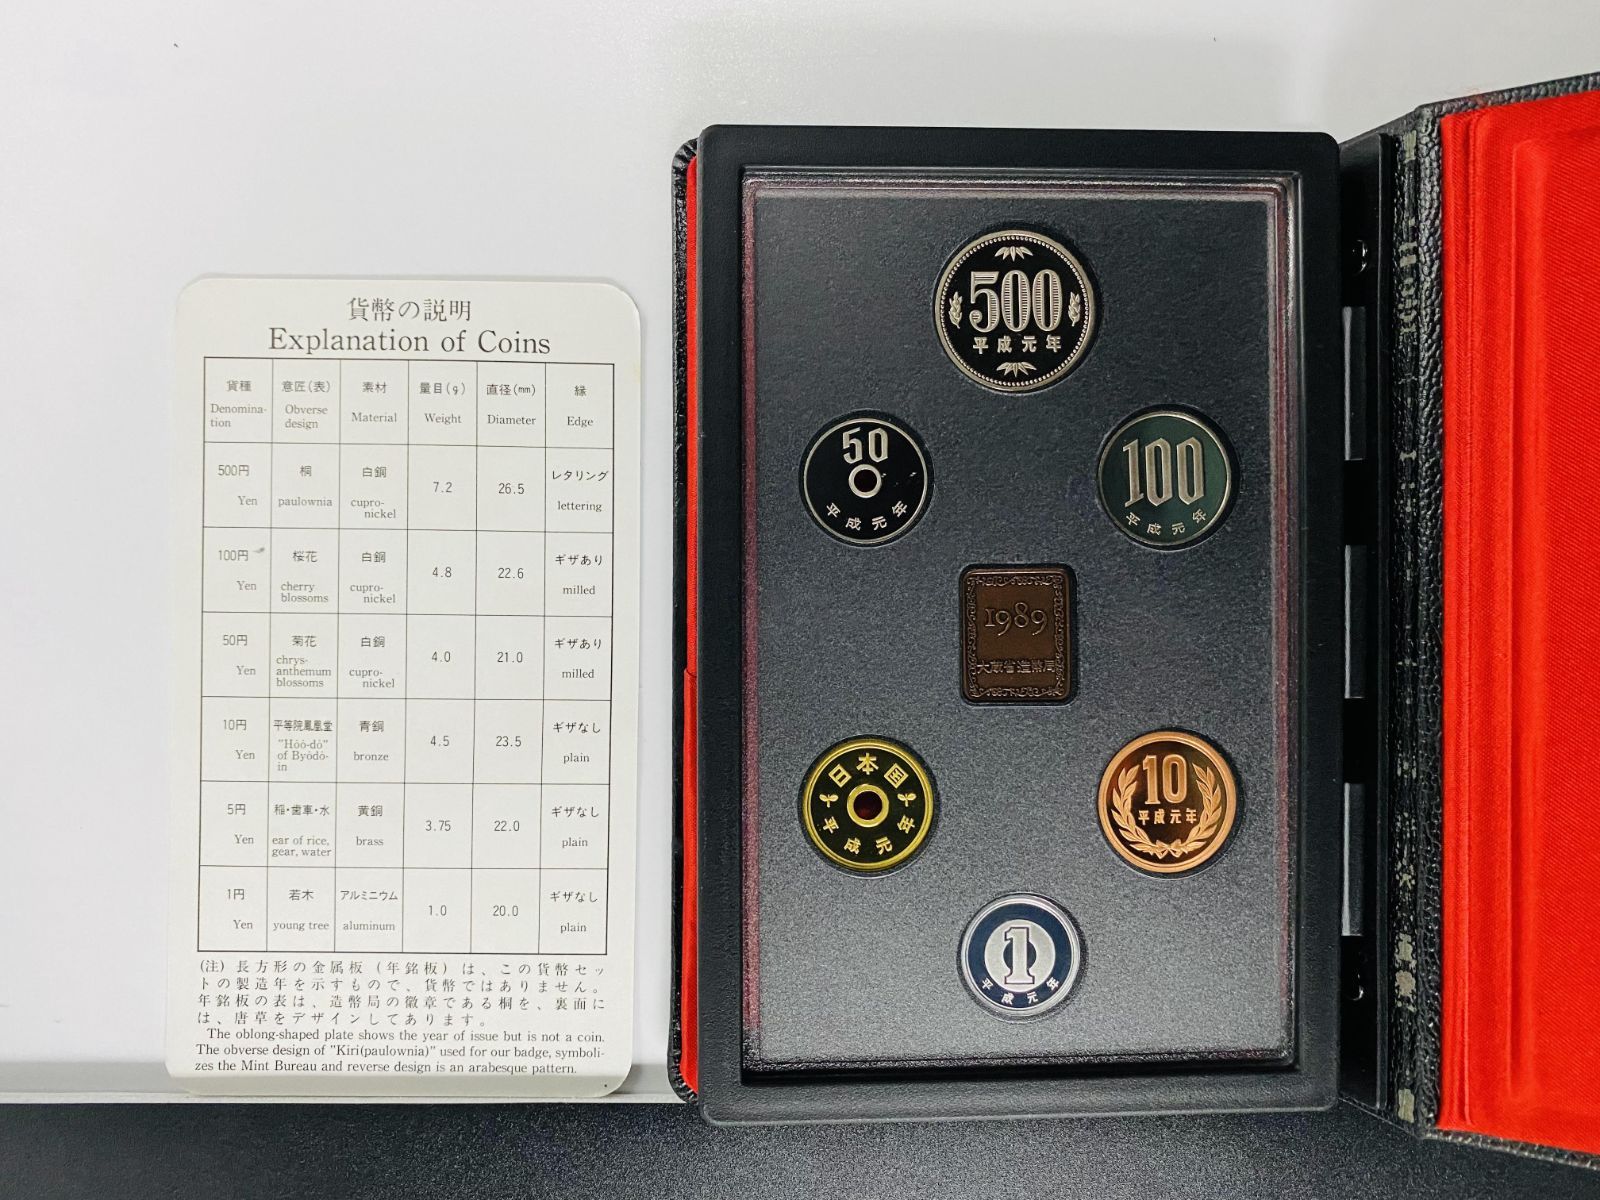 貨幣の説明
Explanation of Coins
貨種 意匠(表) 素材 量目(g) 直径(mm) 縁
Denomina-tion Obverse design Material Weight Diameter Edge
500円 桐 白銅 7.2 26.5 レタリング
Yen paulownia cupro-nickel lettering
100円 桜花 白銅 4.8 22.6 ギザあり
Yen cherry blossoms cupro-nickel milled
50円 菊花 白銅 4.0 21.0 ギザあり
Yen chrys-anthemum blossoms cupro-nickel milled
10円 平等院鳳凰堂 青銅 4.5 23.5 ギザなし
Yen "Hôô-dô" of Byôdô-in bronze plain
5円 稲・歯車・水 黄銅 3.75 22.0 ギザなし
Yen ear of rice, gear, water brass plain
1円 若木 アルミニウム 1.0 20.0 ギザなし
Yen young tree aluminum plain
(注) 長方形の金属板(年銘板)は、この貨幣セッ
トの製造年を示すもので、貨幣ではありません。
年銘板の表は、造幣局の徽章である桐を、裏面に
は、唐草をデザインしてあります。
The oblong-shaped plate shows the year of issue but is not a coin.
The obverse design of "Kiri(paulownia)" used for our badge, symboli-
zes the Mint Bureau and reverse design is an arabesque pattern.
500
平成元年
50
平成元年
100
平成元年
1989
大蔵省造幣局
日本国
平成元年
10
平成元年
1
平成元年